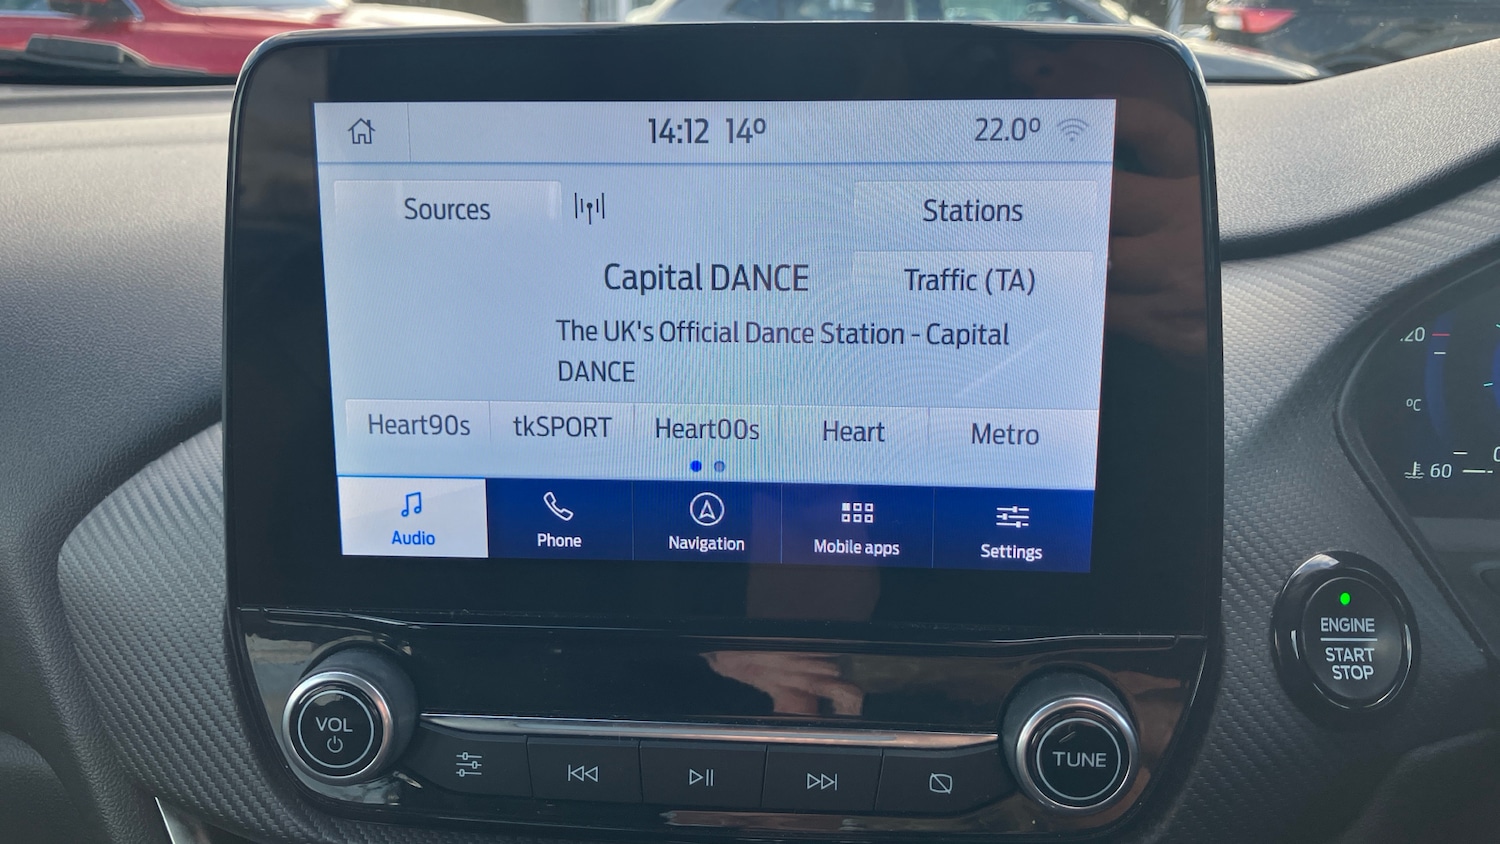 14:12 14º
22.0º
Sources
Stations
Capital DANCE
Traffic (TA)
The UK's Official Dance Station - Capital
DANCE
Heart90s
tkSPORT
Heart00s
Heart
Metro
Audio
Phone
Navigation
Mobile apps
Settings
VOL
TUNE
ENGINE
START
STOP
ºC
60